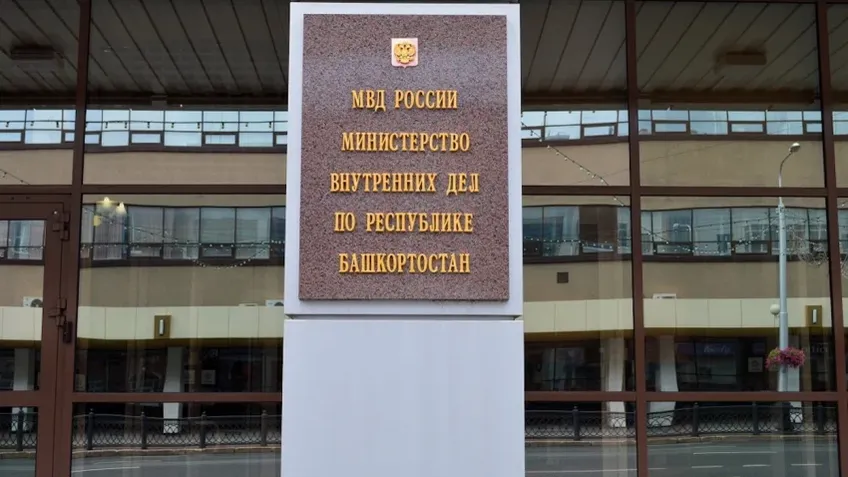 МВД РОССИИ
МИНИСТЕРСТВО
ВНУТРЕННИХ ДЕЛ
ПО РЕСПУБЛИКЕ
БАШКОРТОСТАН